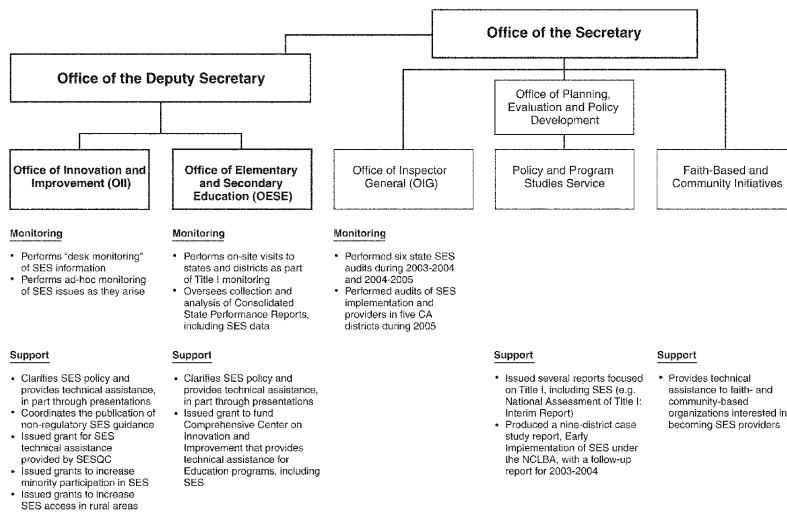 Office of the Secretary
Office of the Deputy Secretary
Office of Planning,
Evaluation and Policy
Development
Office of Innovation and
Improvement (OII)
Office of Elementary
and Secondary
Education (OESE)
Office of Inspector
General (OIG)
Policy and Program
Studies Service
Faith-Based and
Community Initiatives
Monitoring
• Performs “desk monitoring”
of SES information
• Performs ad-hoc monitoring
of SES issues as they arise
Monitoring
• Performs on-site visits to
states and districts as part
of Title I monitoring
• Oversees collection and
analysis of Consolidated
State Performance Reports,
including SES data
Monitoring
• Performed six state SES
audits during 2003-2004
and 2004-2005
• Performed audits of SES
implementation and
providers in five CA
districts during 2005
Support
• Clarifies SES policy and
provides technical assistance,
in part through presentations
• Coordinates the publication of
non-regulatory SES guidance
• Issued grant for SES
technical assistance
provided by SESQC
• Issued grants to increase
minority participation in SES
• Issued grants to increase
SES access in rural areas
Support
• Clarifies SES policy and
provides technical assistance,
in part through presentations
• Issued grant to fund
Comprehensive Center on
Innovation and
Improvement that provides
technical assistance for
Education programs, including
SES
Support
• Issued several reports focused
on Title I, including SES (e.g.
National Assessment of Title I:
Interim Report)
• Produced a nine-district case
study report, Early
Implementation of SES under
the NCLBA, with a follow-up
report for 2003-2004
Support
• Provides technical
assistance to faith- and
community-based
organizations interested in
becoming SES providers